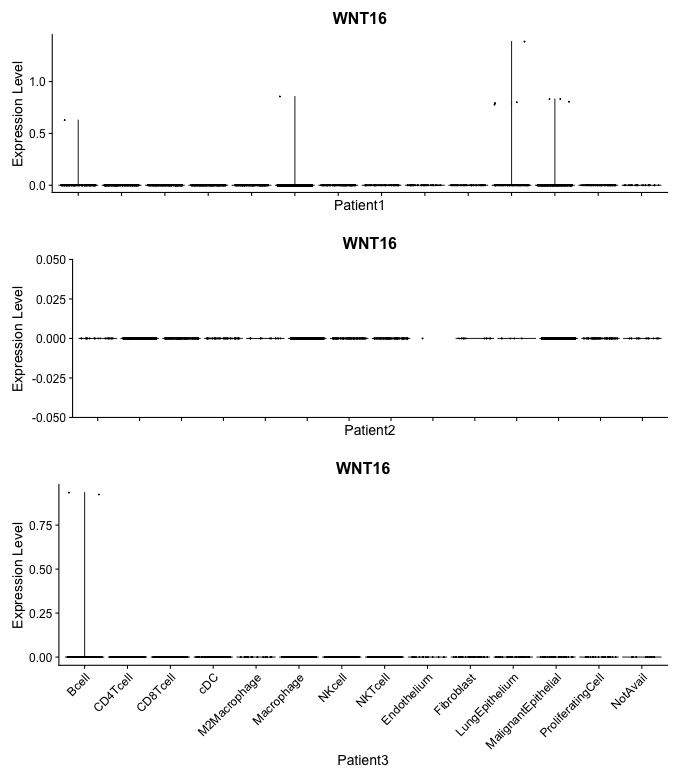 WNT16
Expression Level
1.0
0.5
0.0
Patient1
WNT16
Expression Level
0.050
0.025
0.000
-0.025
-0.050
Patient2
WNT16
Expression Level
0.75
0.50
0.25
0.00
Bcell
CD4Tcell
CD8Tcell
cDC
M2Macrophage
Macrophage
NKcell
NKTcell
Endothelium
Fibroblast
LungEpithelium
MalignantEpithelial
ProliferatingCell
NotAvail
Patient3